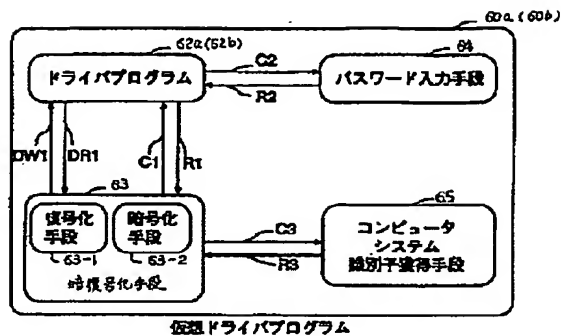 60a(60b)
62a(62b)
ドライバプログラム
C2
R2
64
パスワード入力手段
DW1
DR1
C1
R1
63
復号化
手段
63-1
暗号化
手段
63-2
暗復号化手段
C3
R3
65
コンピュータ
システム
識別子獲得手段
仮想ドライバプログラム